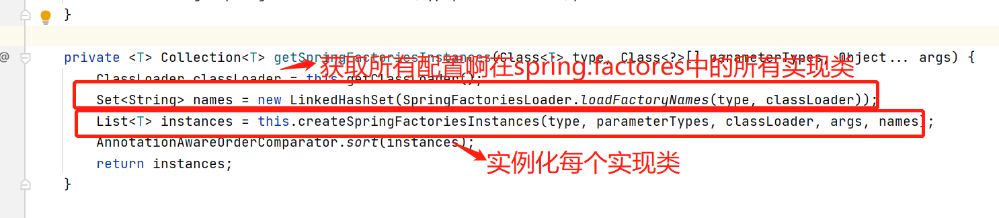 }
@
private <T> Collection<T> getSpringFactoriesInstances(Class<T> type, Class<?>[] parameterTypes, Object... args) {
获取所有配置啊在spring.factores中的所有实现类
ClassLoader classLoader = this.getClassLoader();
Set<String> names = new LinkedHashSet(SpringFactoriesLoader.loadFactoryNames(type, classLoader));
List<T> instances = this.createSpringFactoriesInstances(type, parameterTypes, classLoader, args, names);
AnnotationAwareOrderComparator.sort(instances);
实例化每个实现类
return instances;
}